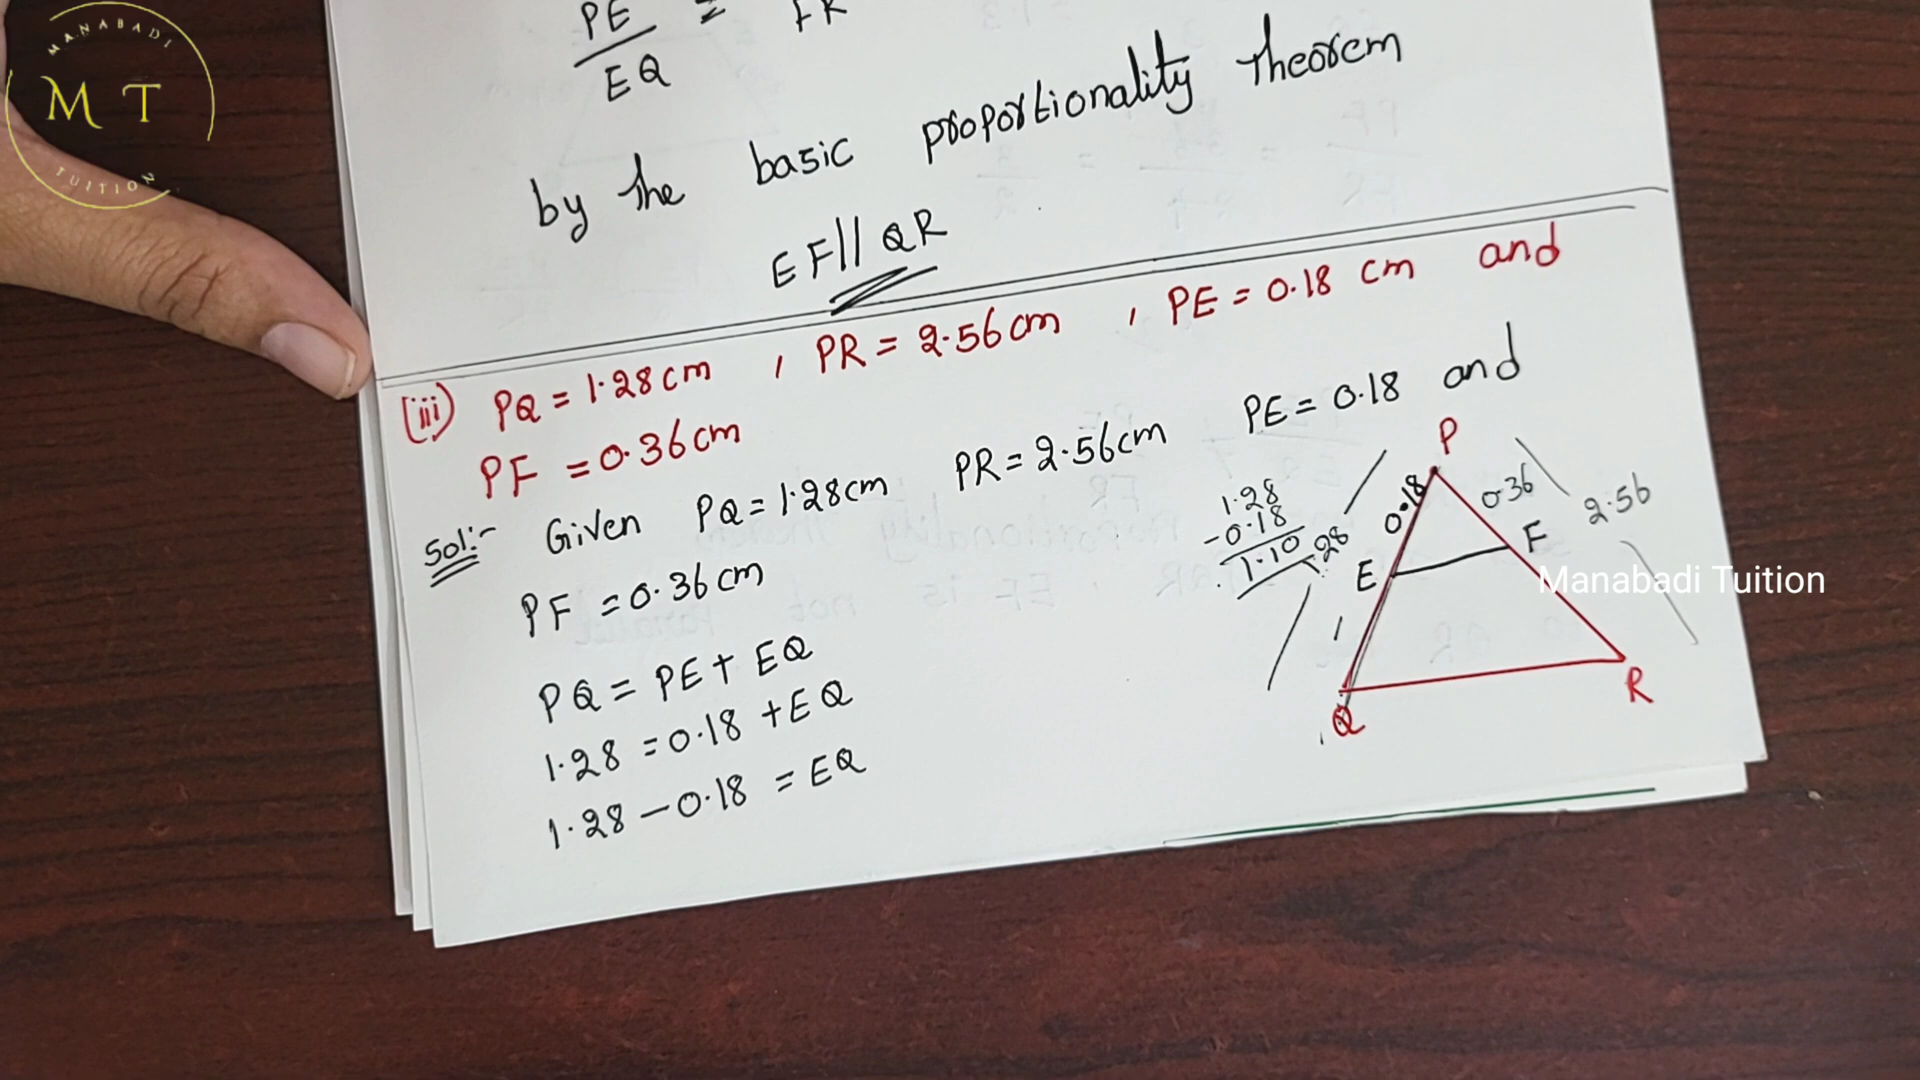 MANABADI
M T
TUITION
PE = FR
EQ
by the basic proportionality theorem
EF || QR
(iii) PQ = 1.28 cm , PR = 2.56 cm , PE = 0.18 cm and
PF = 0.36 cm
Sol:- Given PQ = 1.28 cm PR = 2.56 cm PE = 0.18 and
PF = 0.36 cm
PQ = PE + EQ
1.28 = 0.18 + EQ
1.28 - 0.18 = EQ
1.28
-0.18
1.10
P
0.18
0.36
2.56
1.28
E
F
Q
R
Manabadi Tuition